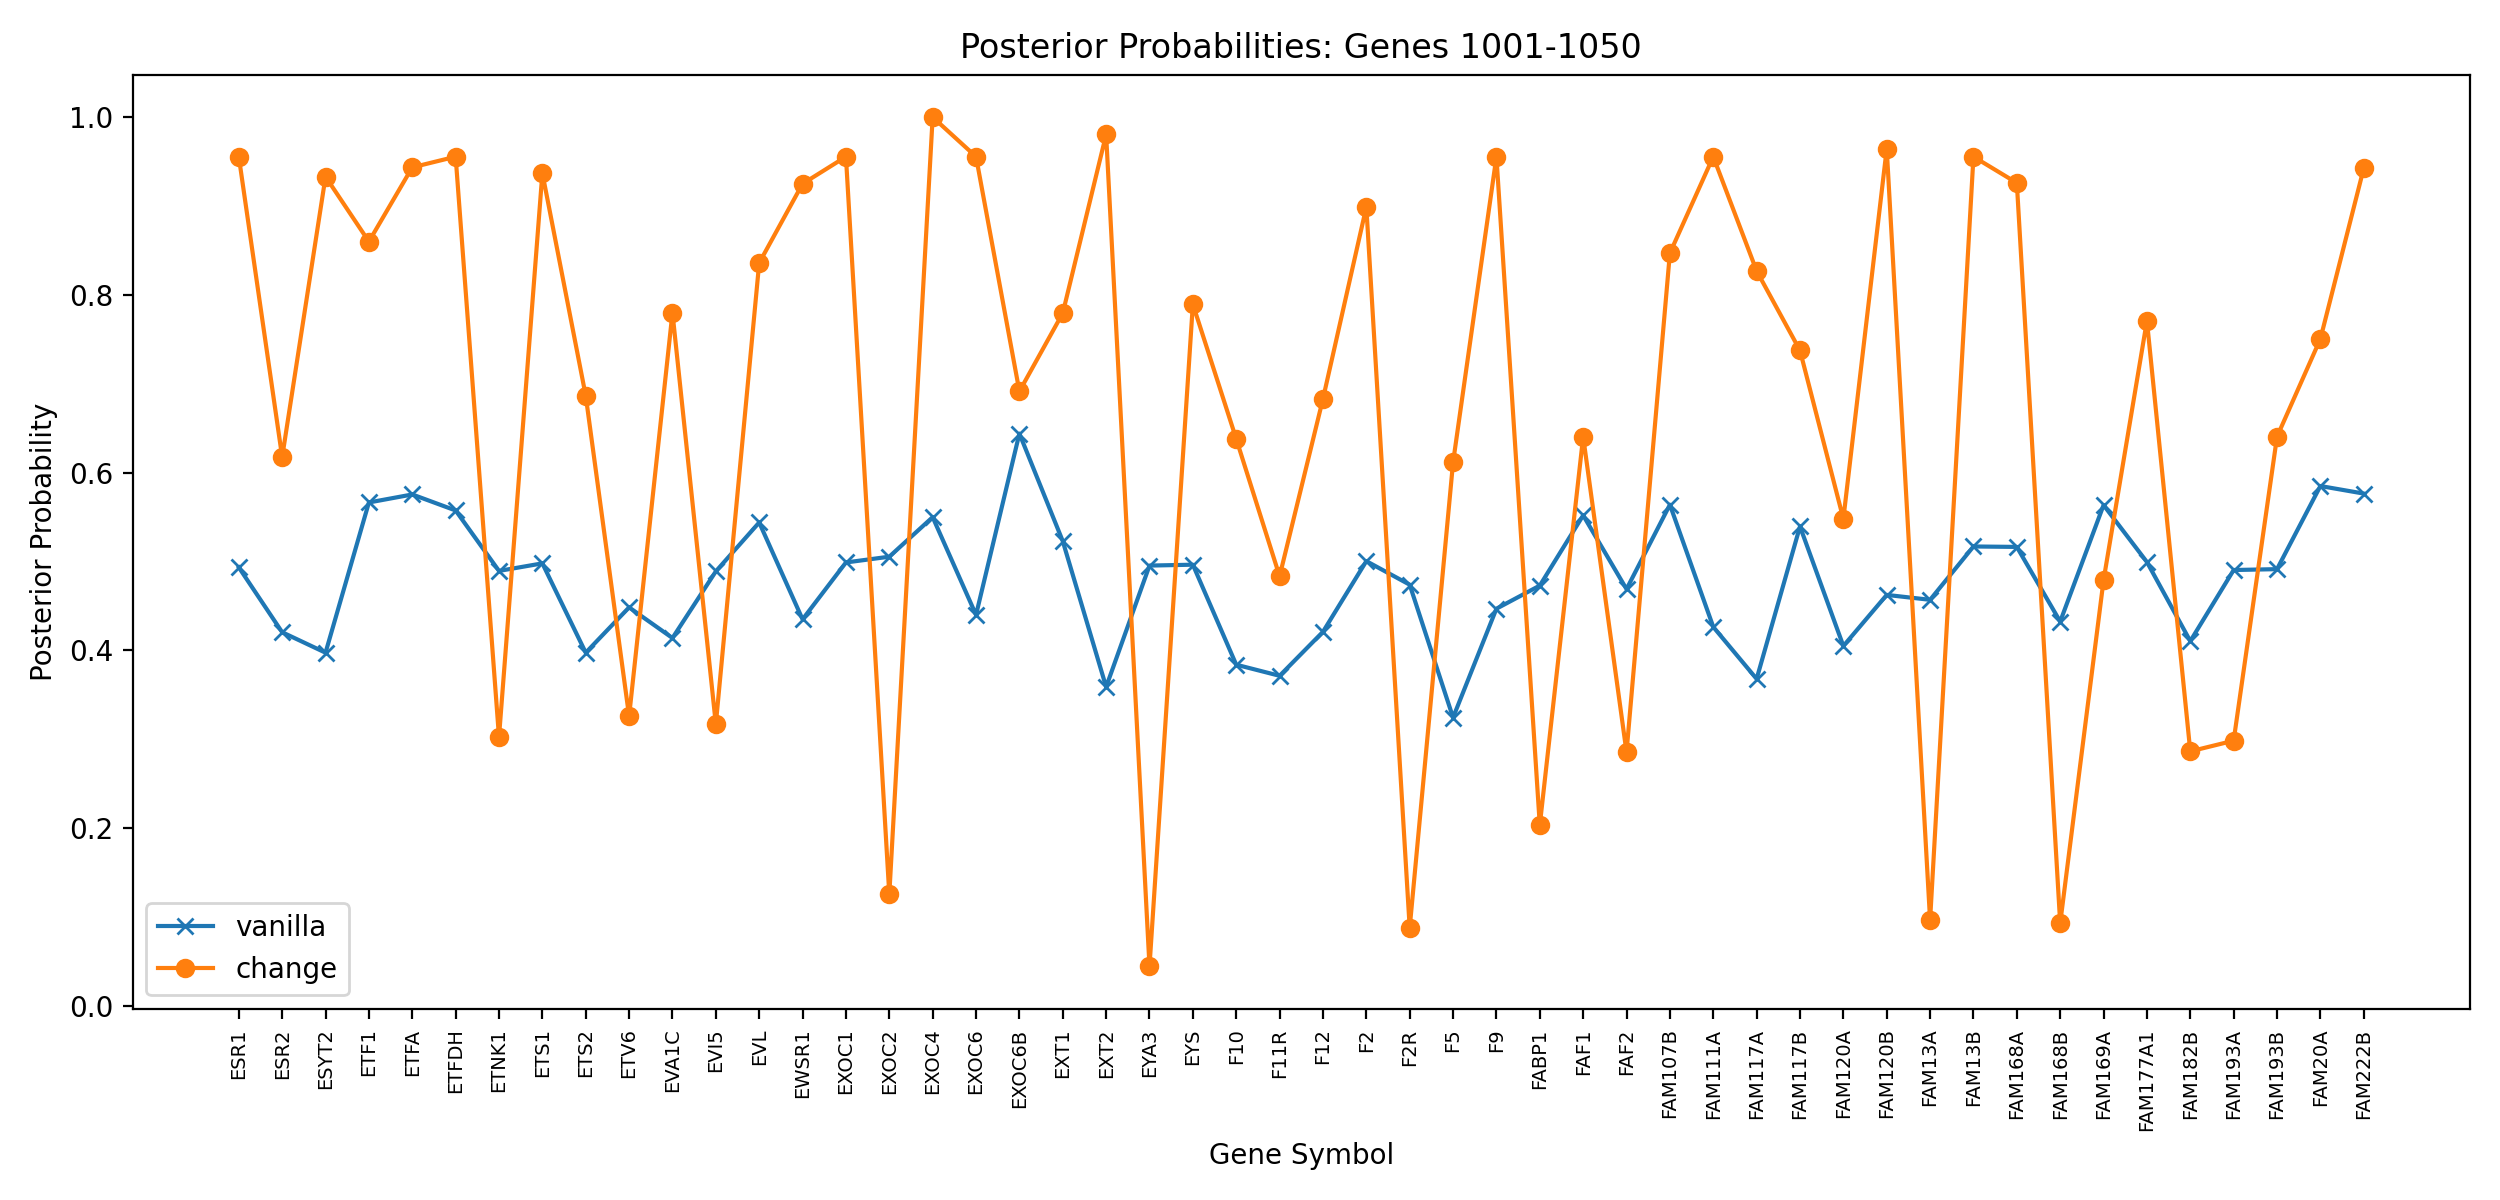 Posterior Probabilities: Genes 1001-1050
Posterior Probability
1.0
0.8
0.6
0.4
0.2
0.0
vanilla
change
ESR1
ESR2
ESYT2
ETF1
ETFA
ETFDH
ETNK1
ETS1
ETS2
ETV6
EVA1C
EVI5
EVL
EWSR1
EXOC1
EXOC2
EXOC4
EXOC6
EXOC6B
EXT1
EXT2
EYA3
EYS
F10
F11R
F12
F2
F2R
F5
F9
FABP1
FAF1
FAF2
FAM107B
FAM111A
FAM117A
FAM117B
FAM120A
FAM120B
FAM13A
FAM13B
FAM168A
FAM168B
FAM169A
FAM177A1
FAM182B
FAM193A
FAM193B
FAM20A
FAM222B
Gene Symbol